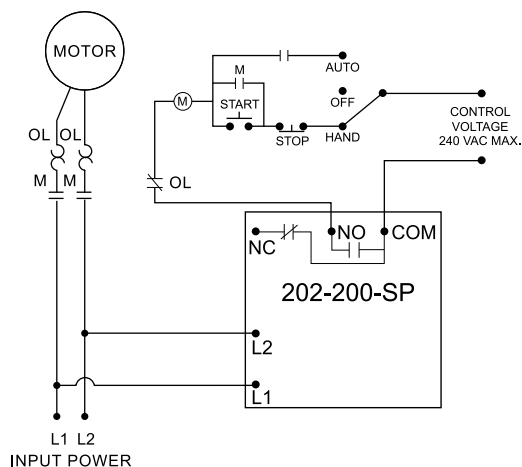 MOTOR
AUTO
M
OFF
START
M
STOP
HAND
CONTROL
VOLTAGE
240 VAC MAX.
OL OL
M M
OL
NC
NO
COM
202-200-SP
L2
L1
L1 L2
INPUT POWER